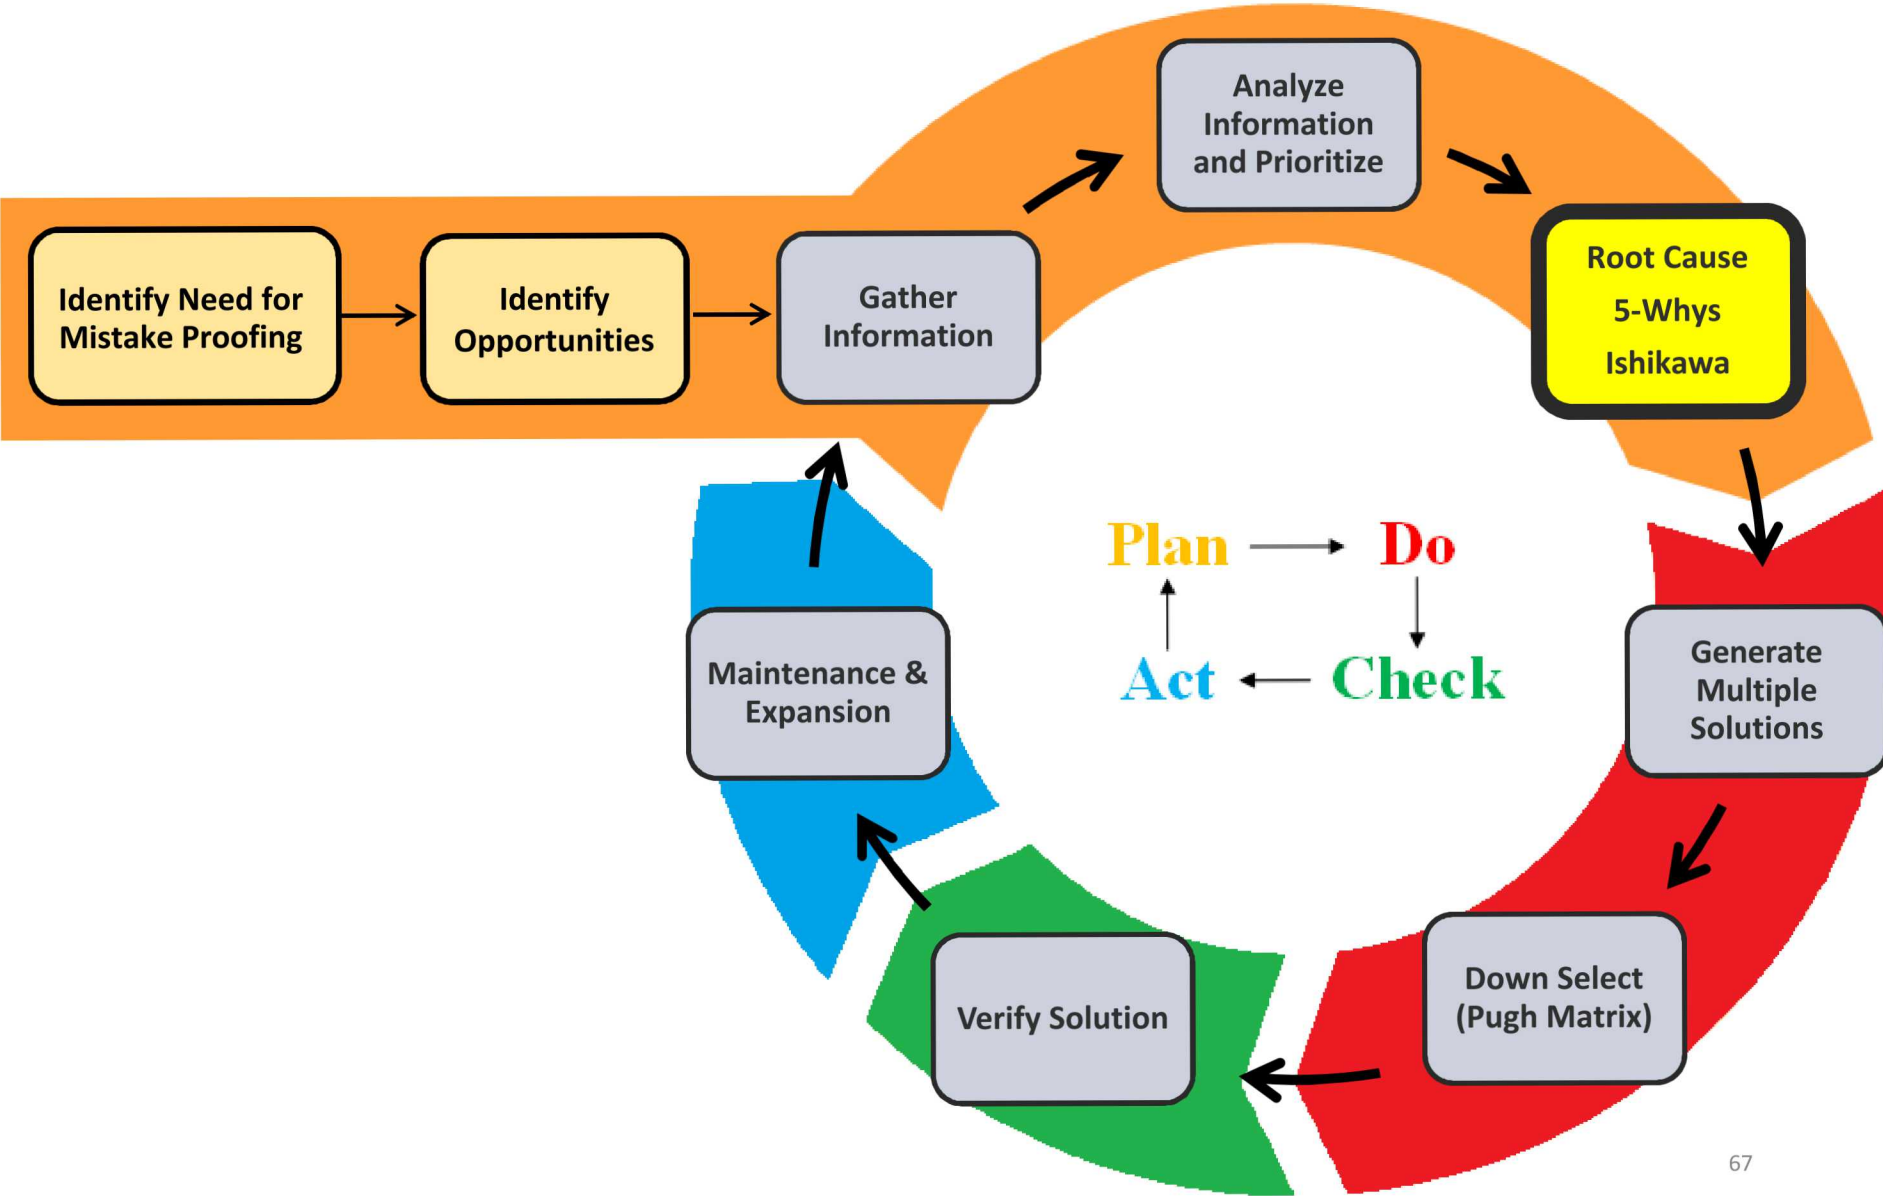 Identify Need for
Mistake Proofing
Identify
Opportunities
Gather
Information
Analyze
Information
and Prioritize
Root Cause
5-Whys
Ishikawa
Generate
Multiple
Solutions
Down Select
(Pugh Matrix)
Verify Solution
Maintenance &
Expansion
Plan
Do
Check
Act
67